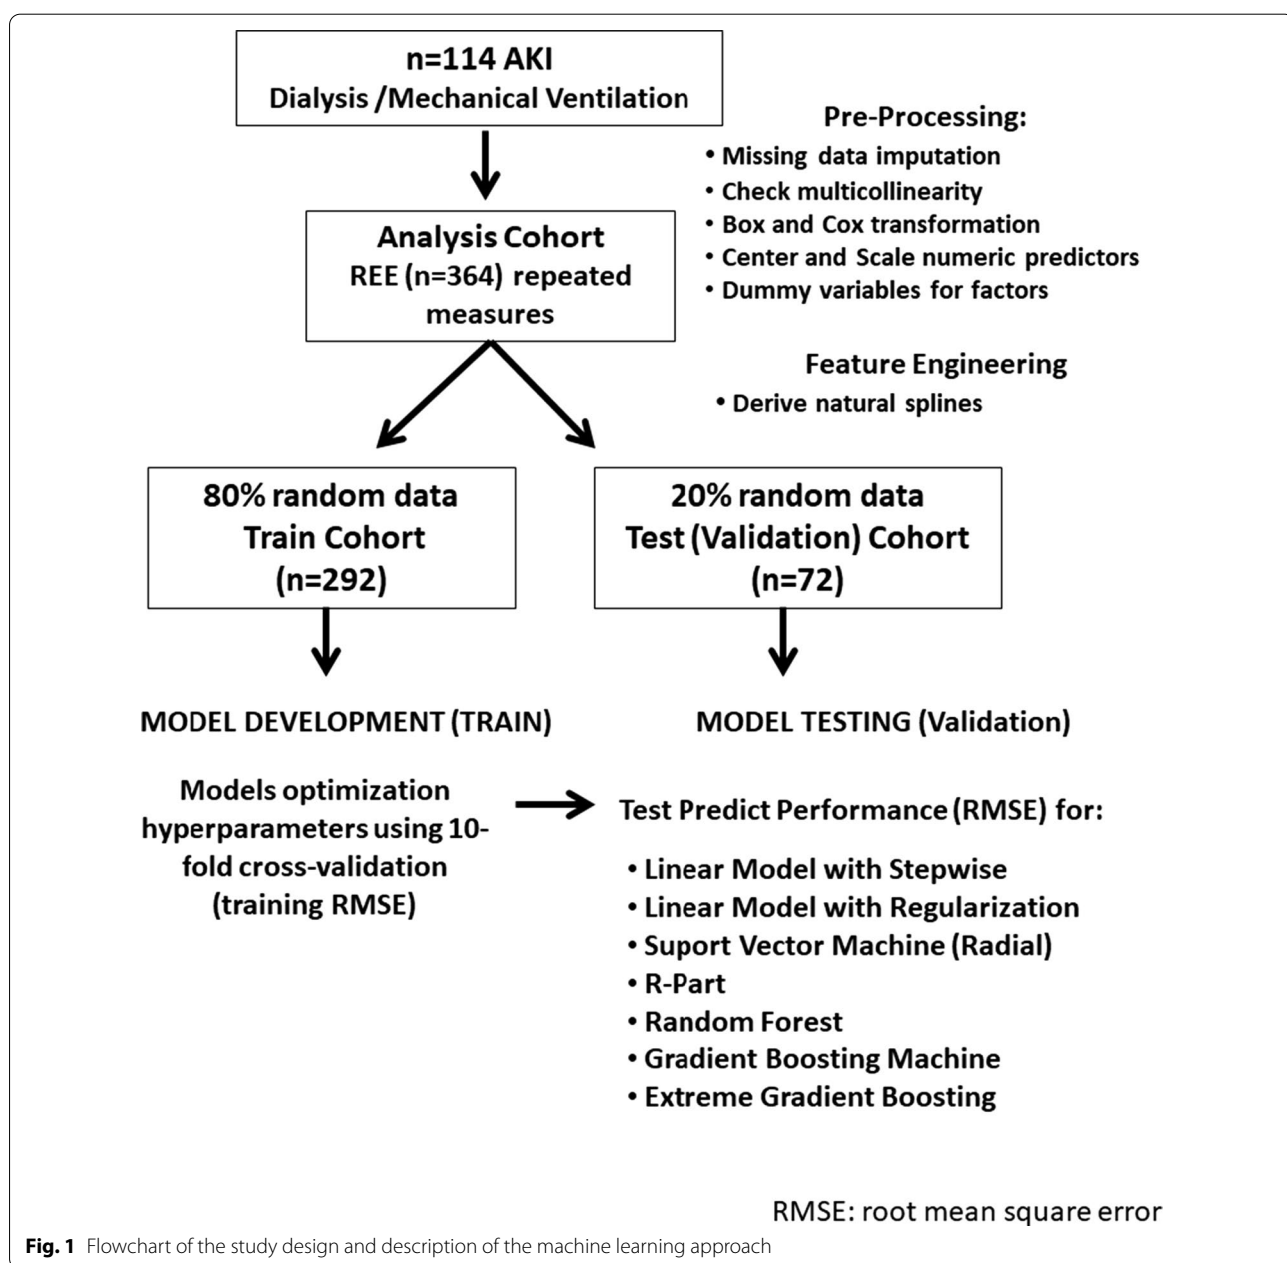 n=114 AKI
Dialysis /Mechanical Ventilation
Pre-Processing:
• Missing data imputation
• Check multicollinearity
• Box and Cox transformation
• Center and Scale numeric predictors
• Dummy variables for factors
Analysis Cohort
REE (n=364) repeated
measures
Feature Engineering
• Derive natural splines
80% random data
Train Cohort
(n=292)
20% random data
Test (Validation) Cohort
(n=72)
MODEL DEVELOPMENT (TRAIN)
MODEL TESTING (Validation)
Models optimization
hyperparameters using 10-
fold cross-validation
(training RMSE)
Test Predict Performance (RMSE) for:
• Linear Model with Stepwise
• Linear Model with Regularization
• Suport Vector Machine (Radial)
• R-Part
• Random Forest
• Gradient Boosting Machine
• Extreme Gradient Boosting
RMSE: root mean square error
Fig. 1 Flowchart of the study design and description of the machine learning approach